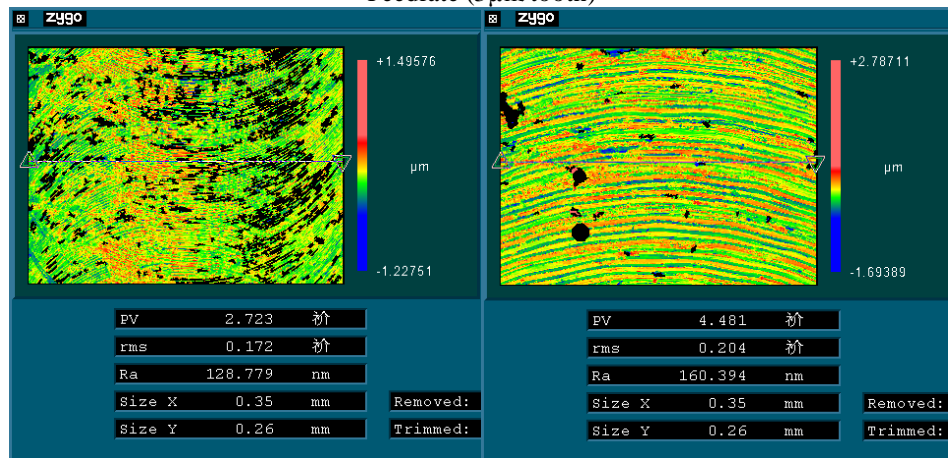 zygo
+1.49576
µm
-1.22751
PV 2.723
rms 0.172
Ra 128.779 nm
Size X 0.35 mm
Removed:
Size Y 0.26 mm
Trimmed:
zygo
+2.78711
µm
-1.69389
PV 4.481
rms 0.204
Ra 160.394 nm
Size X 0.35 mm
Removed:
Size Y 0.26 mm
Trimmed: